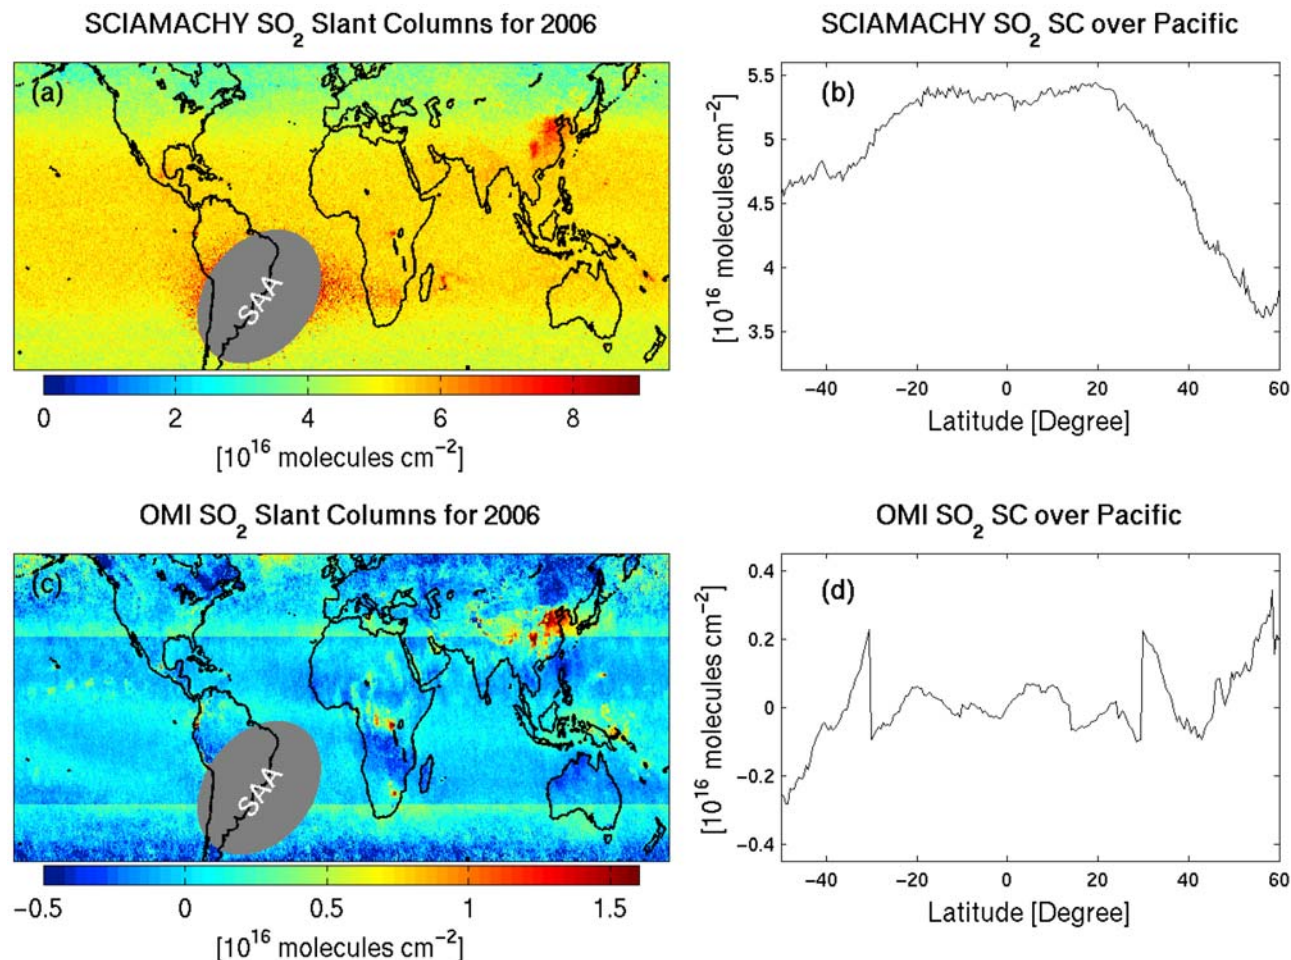 SCIAMACHY SO2 Slant Columns for 2006
(a)
SAA
0 2 4 6 8
[10^16 molecules cm^−2]
SCIAMACHY SO2 SC over Pacific
(b)
5.5
5
4.5
4
3.5
[10^16 molecules cm^−2]
−40 −20 0 20 40 60
Latitude [Degree]
OMI SO2 Slant Columns for 2006
(c)
SAA
−0.5 0 0.5 1 1.5
[10^16 molecules cm^−2]
OMI SO2 SC over Pacific
(d)
0.4
0.2
0
−0.2
−0.4
[10^16 molecules cm^−2]
−40 −20 0 20 40 60
Latitude [Degree]